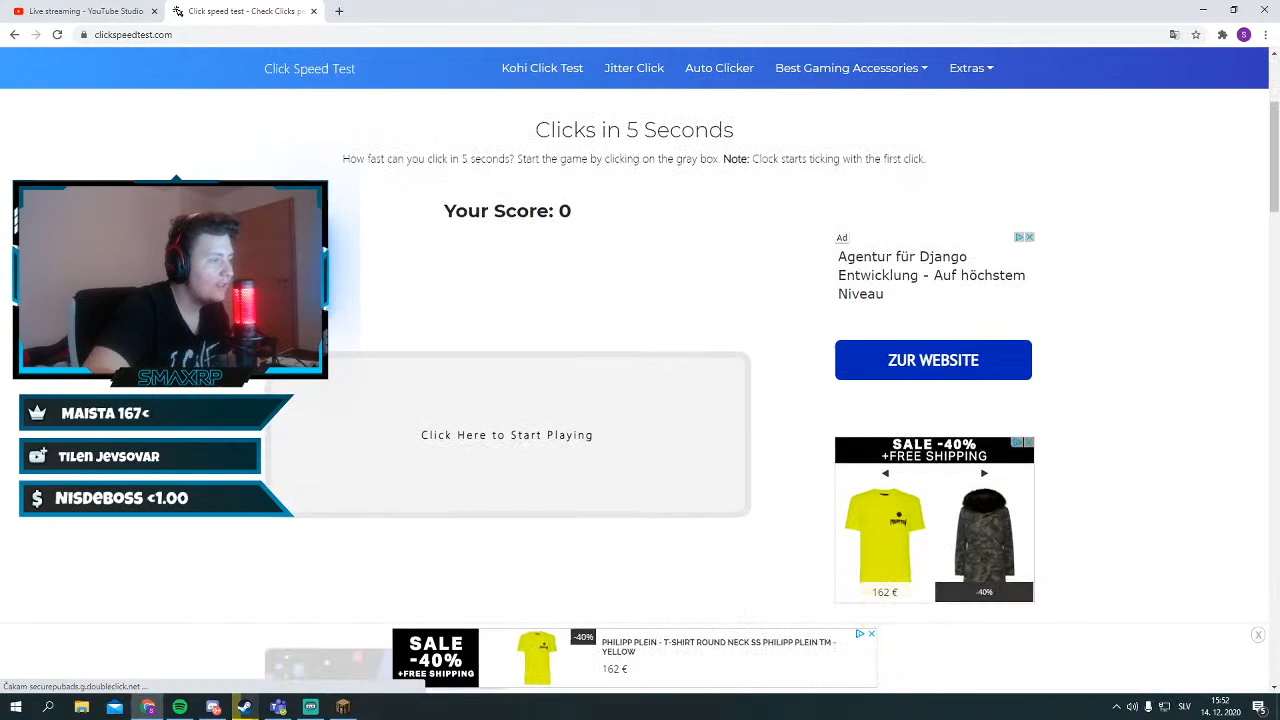 Live streaming - YouTube Studio
Click speed test - Check Clicks pe
clickspeedtest.com
S
Click Speed Test
Kohi Click Test
Jitter Click
Auto Clicker
Best Gaming Accessories
Extras
Clicks in 5 Seconds
How fast can you click in 5 seconds? Start the game by clicking on the gray box. Note: Clock starts ticking with the first click.
Your Score: 0
Ad
Agentur für Django
Entwicklung - Auf höchstem
Niveau
ZUR WEBSITE
SMAXRP
MAISTA 167<
TILEN JEVSOVAR
NISDEBOSS <1.00
Click Here to Start Playing
SALE -40%
+FREE SHIPPING
162 €
-40%
SALE
-40%
+FREE SHIPPING
-40%
PHILIPP PLEIN - T-SHIRT ROUND NECK SS PHILIPP PLEIN TM -
YELLOW
162 €
Čakam securepubads.g.doubleclick.net ...
SLV
15:52
14. 12. 2020